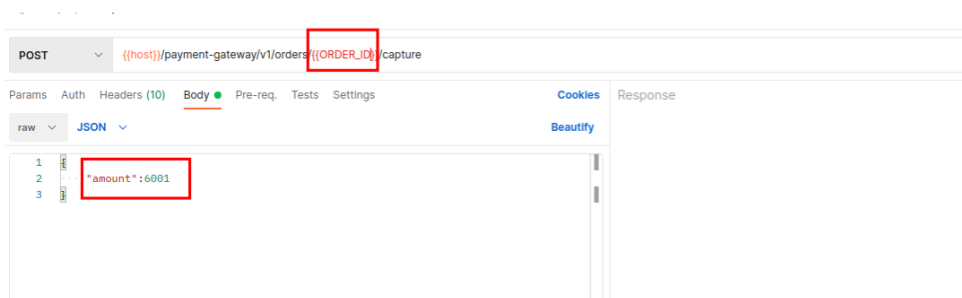 POST {{host}}/payment-gateway/v1/orders/{{ORDER_ID}}/capture
Params Auth Headers (10) Body Pre-req. Tests Settings Cookies Response
raw JSON Beautify
1 {
2 "amount":6001
3 }